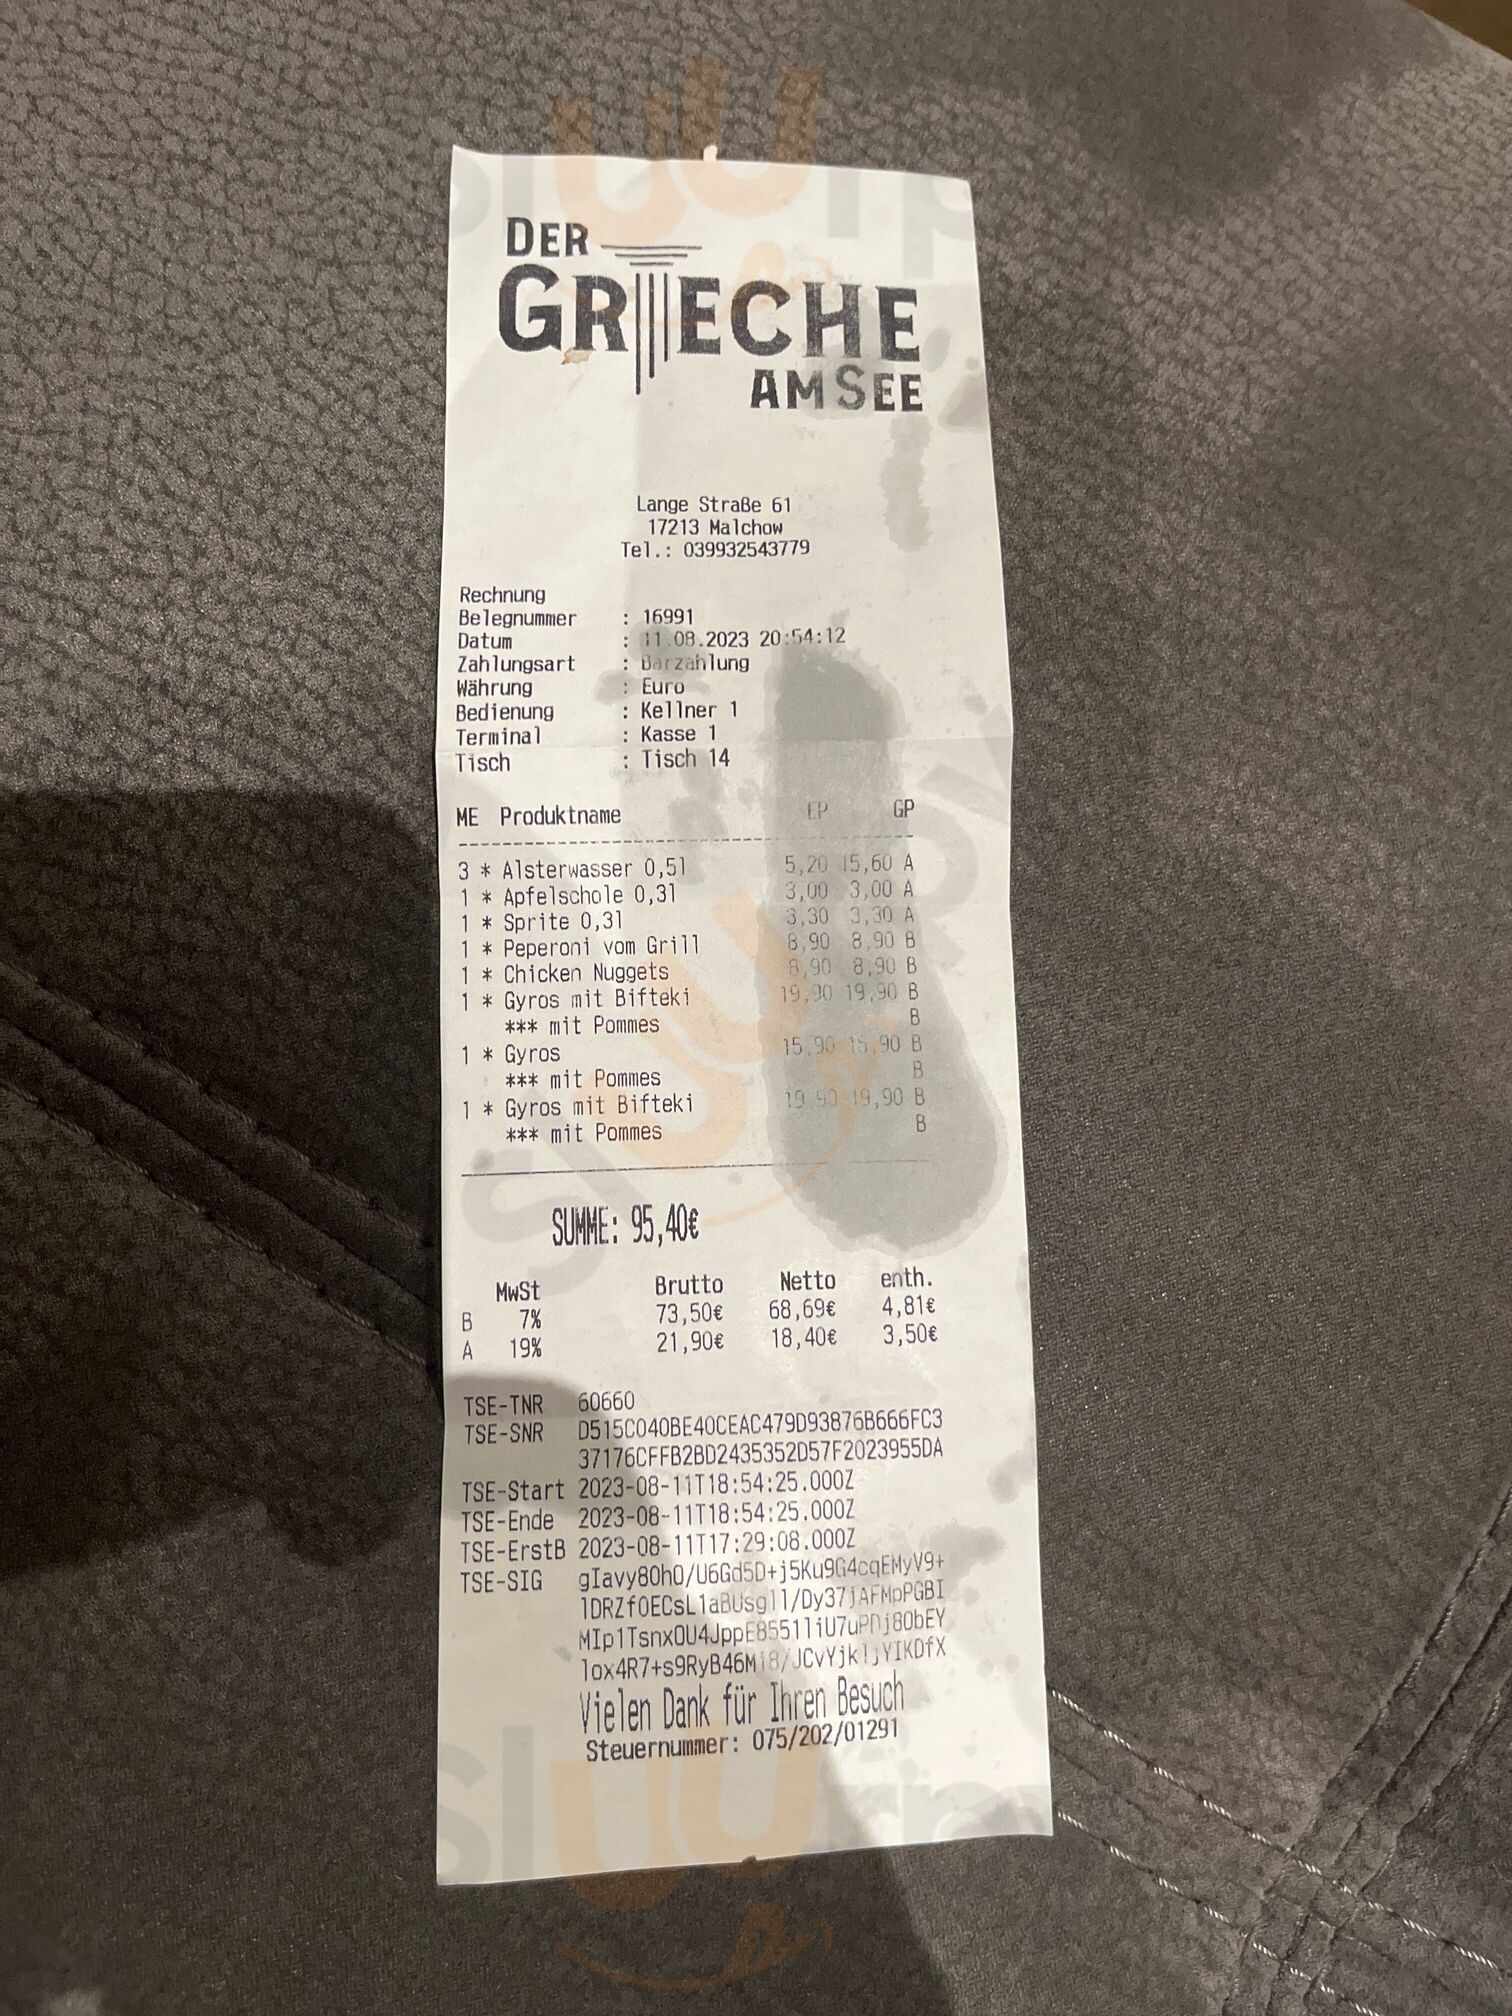 DER
GRIECHE
AM SEE
Lange Straße 61
17213 Malchow
Tel.: 039932543779
Rechnung
Belegnummer : 16991
Datum : 11.08.2023 20:54:12
Zahlungsart : Barzahlung
Währung : Euro
Bedienung : Kellner 1
Terminal : Kasse 1
Tisch : Tisch 14
ME Produktname EP GP
3 * Alsterwasser 0,5l 5,20 15,60 A
1 * Apfelschole 0,3l 3,00 3,00 A
1 * Sprite 0,3l 3,30 3,30 A
1 * Peperoni vom Grill 8,90 8,90 B
1 * Chicken Nuggets 8,90 8,90 B
1 * Gyros mit Bifteki 19,90 19,90 B
*** mit Pommes B
1 * Gyros 15,90 15,90 B
*** mit Pommes B
1 * Gyros mit Bifteki 19,90 19,90 B
*** mit Pommes B
SUMME: 95,40€
MwSt Brutto Netto enth.
B 7% 73,50€ 68,69€ 4,81€
A 19% 21,90€ 18,40€ 3,50€
TSE-TNR 60660
TSE-SNR D515C040BE40CEAC479D93876B666FC3
37176CFFB2BD2435352D57F2023955DA
TSE-Start 2023-08-11T18:54:25.000Z
TSE-Ende 2023-08-11T18:54:25.000Z
TSE-ErstB 2023-08-11T17:29:08.000Z
TSE-SIG
Vielen Dank für Ihren Besuch
Steuernummer: 075/202/01291